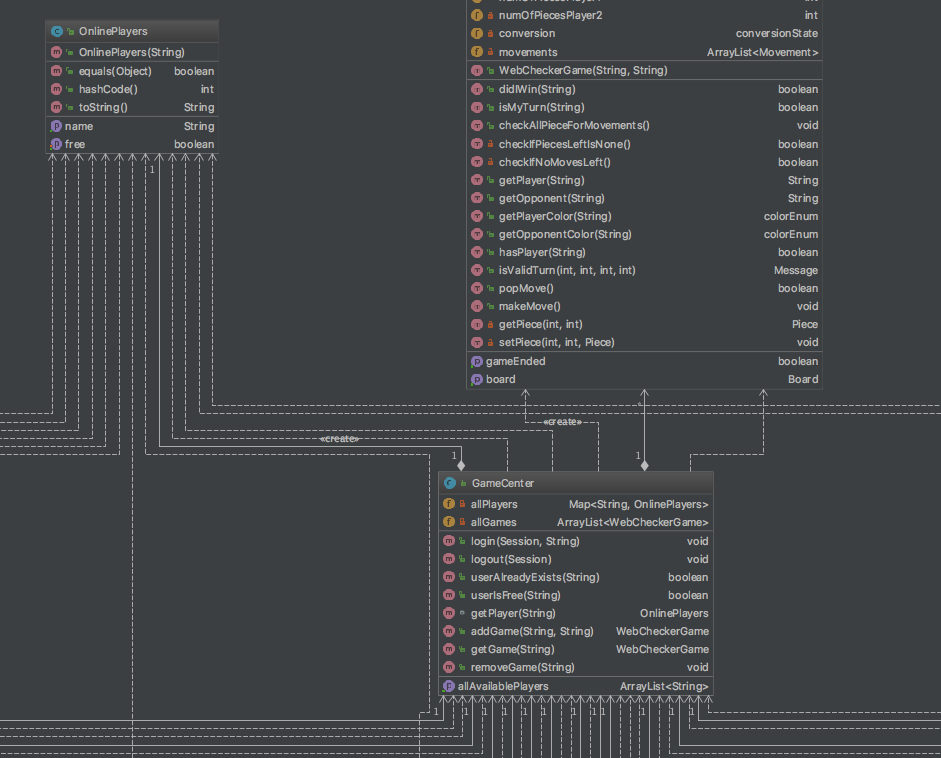 OnlinePlayers
OnlinePlayers(String)
equals(Object) boolean
hashCode() int
toString() String
name String
free boolean
1
numOfPiecesPlayer2 int
conversion conversionState
movements ArrayList<Movement>
WebCheckerGame(String, String)
didIWin(String) boolean
isMyTurn(String) boolean
checkAllPieceForMovements() void
checkIfPiecesLeftIsNone() boolean
checkIfNoMovesLeft() boolean
getPlayer(String) String
getOpponent(String) String
getPlayerColor(String) colorEnum
getOpponentColor(String) colorEnum
hasPlayer(String) boolean
isValidTurn(int, int, int, int) Message
popMove() boolean
makeMove() void
getPiece(int, int) Piece
setPiece(int, int, Piece) void
gameEnded boolean
board Board
«create»
«create»
1 1
GameCenter
allPlayers Map<String, OnlinePlayers>
allGames ArrayList<WebCheckerGame>
login(Session, String) void
logout(Session) void
userAlreadyExists(String) boolean
userIsFree(String) boolean
getPlayer(String) OnlinePlayers
addGame(String, String) WebCheckerGame
getGame(String) WebCheckerGame
removeGame(String) void
allAvailablePlayers ArrayList<String>
1 1 1 1 1 1 1 1 1 1 1 1